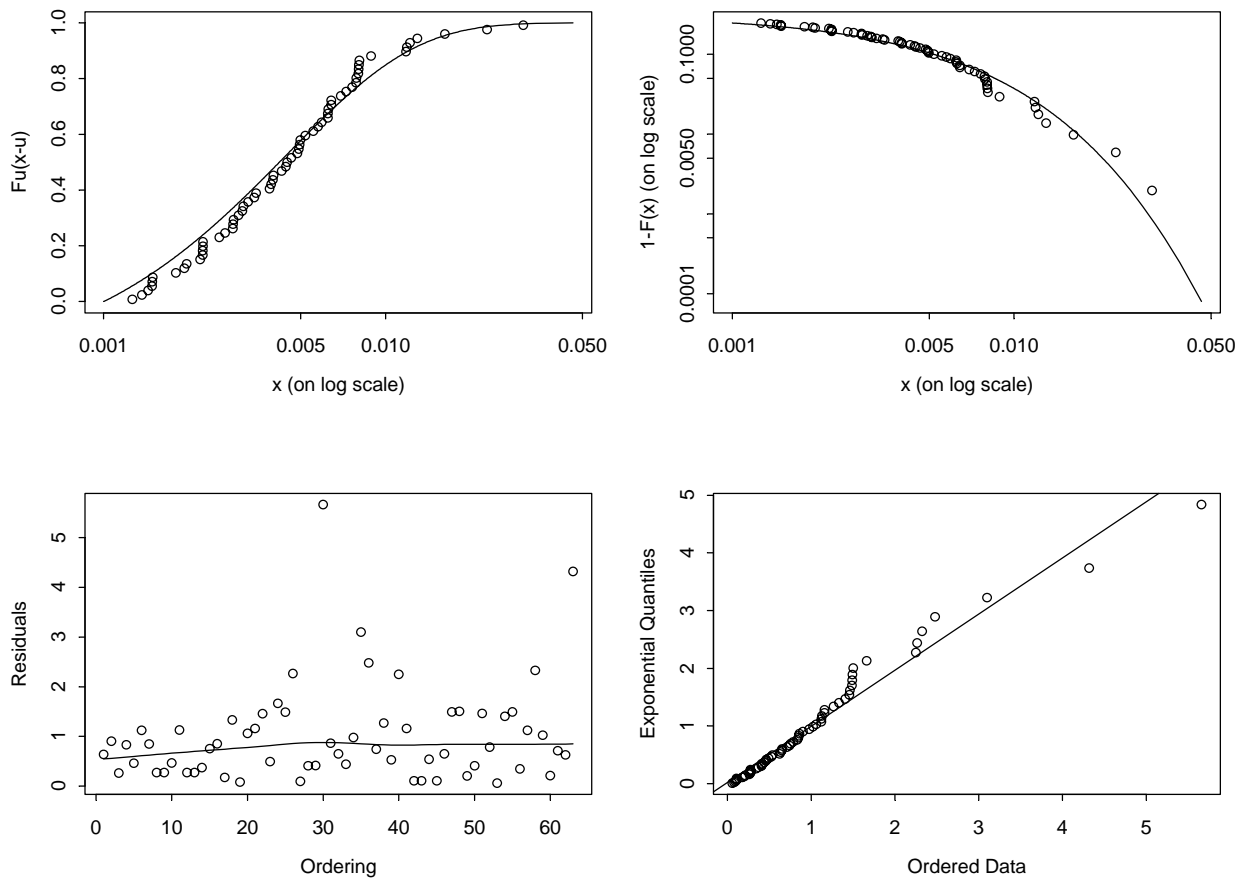 Fu(x-u)
1.0
0.8
0.6
0.4
0.2
0.0
0.001 0.005 0.010 0.050
x (on log scale)
1-F(x) (on log scale)
0.1000
0.0050
0.0001
0.001 0.005 0.010 0.050
x (on log scale)
Residuals
5
4
3
2
1
0
0 10 20 30 40 50 60
Ordering
Exponential Quantiles
5
4
3
2
1
0
0 1 2 3 4 5
Ordered Data